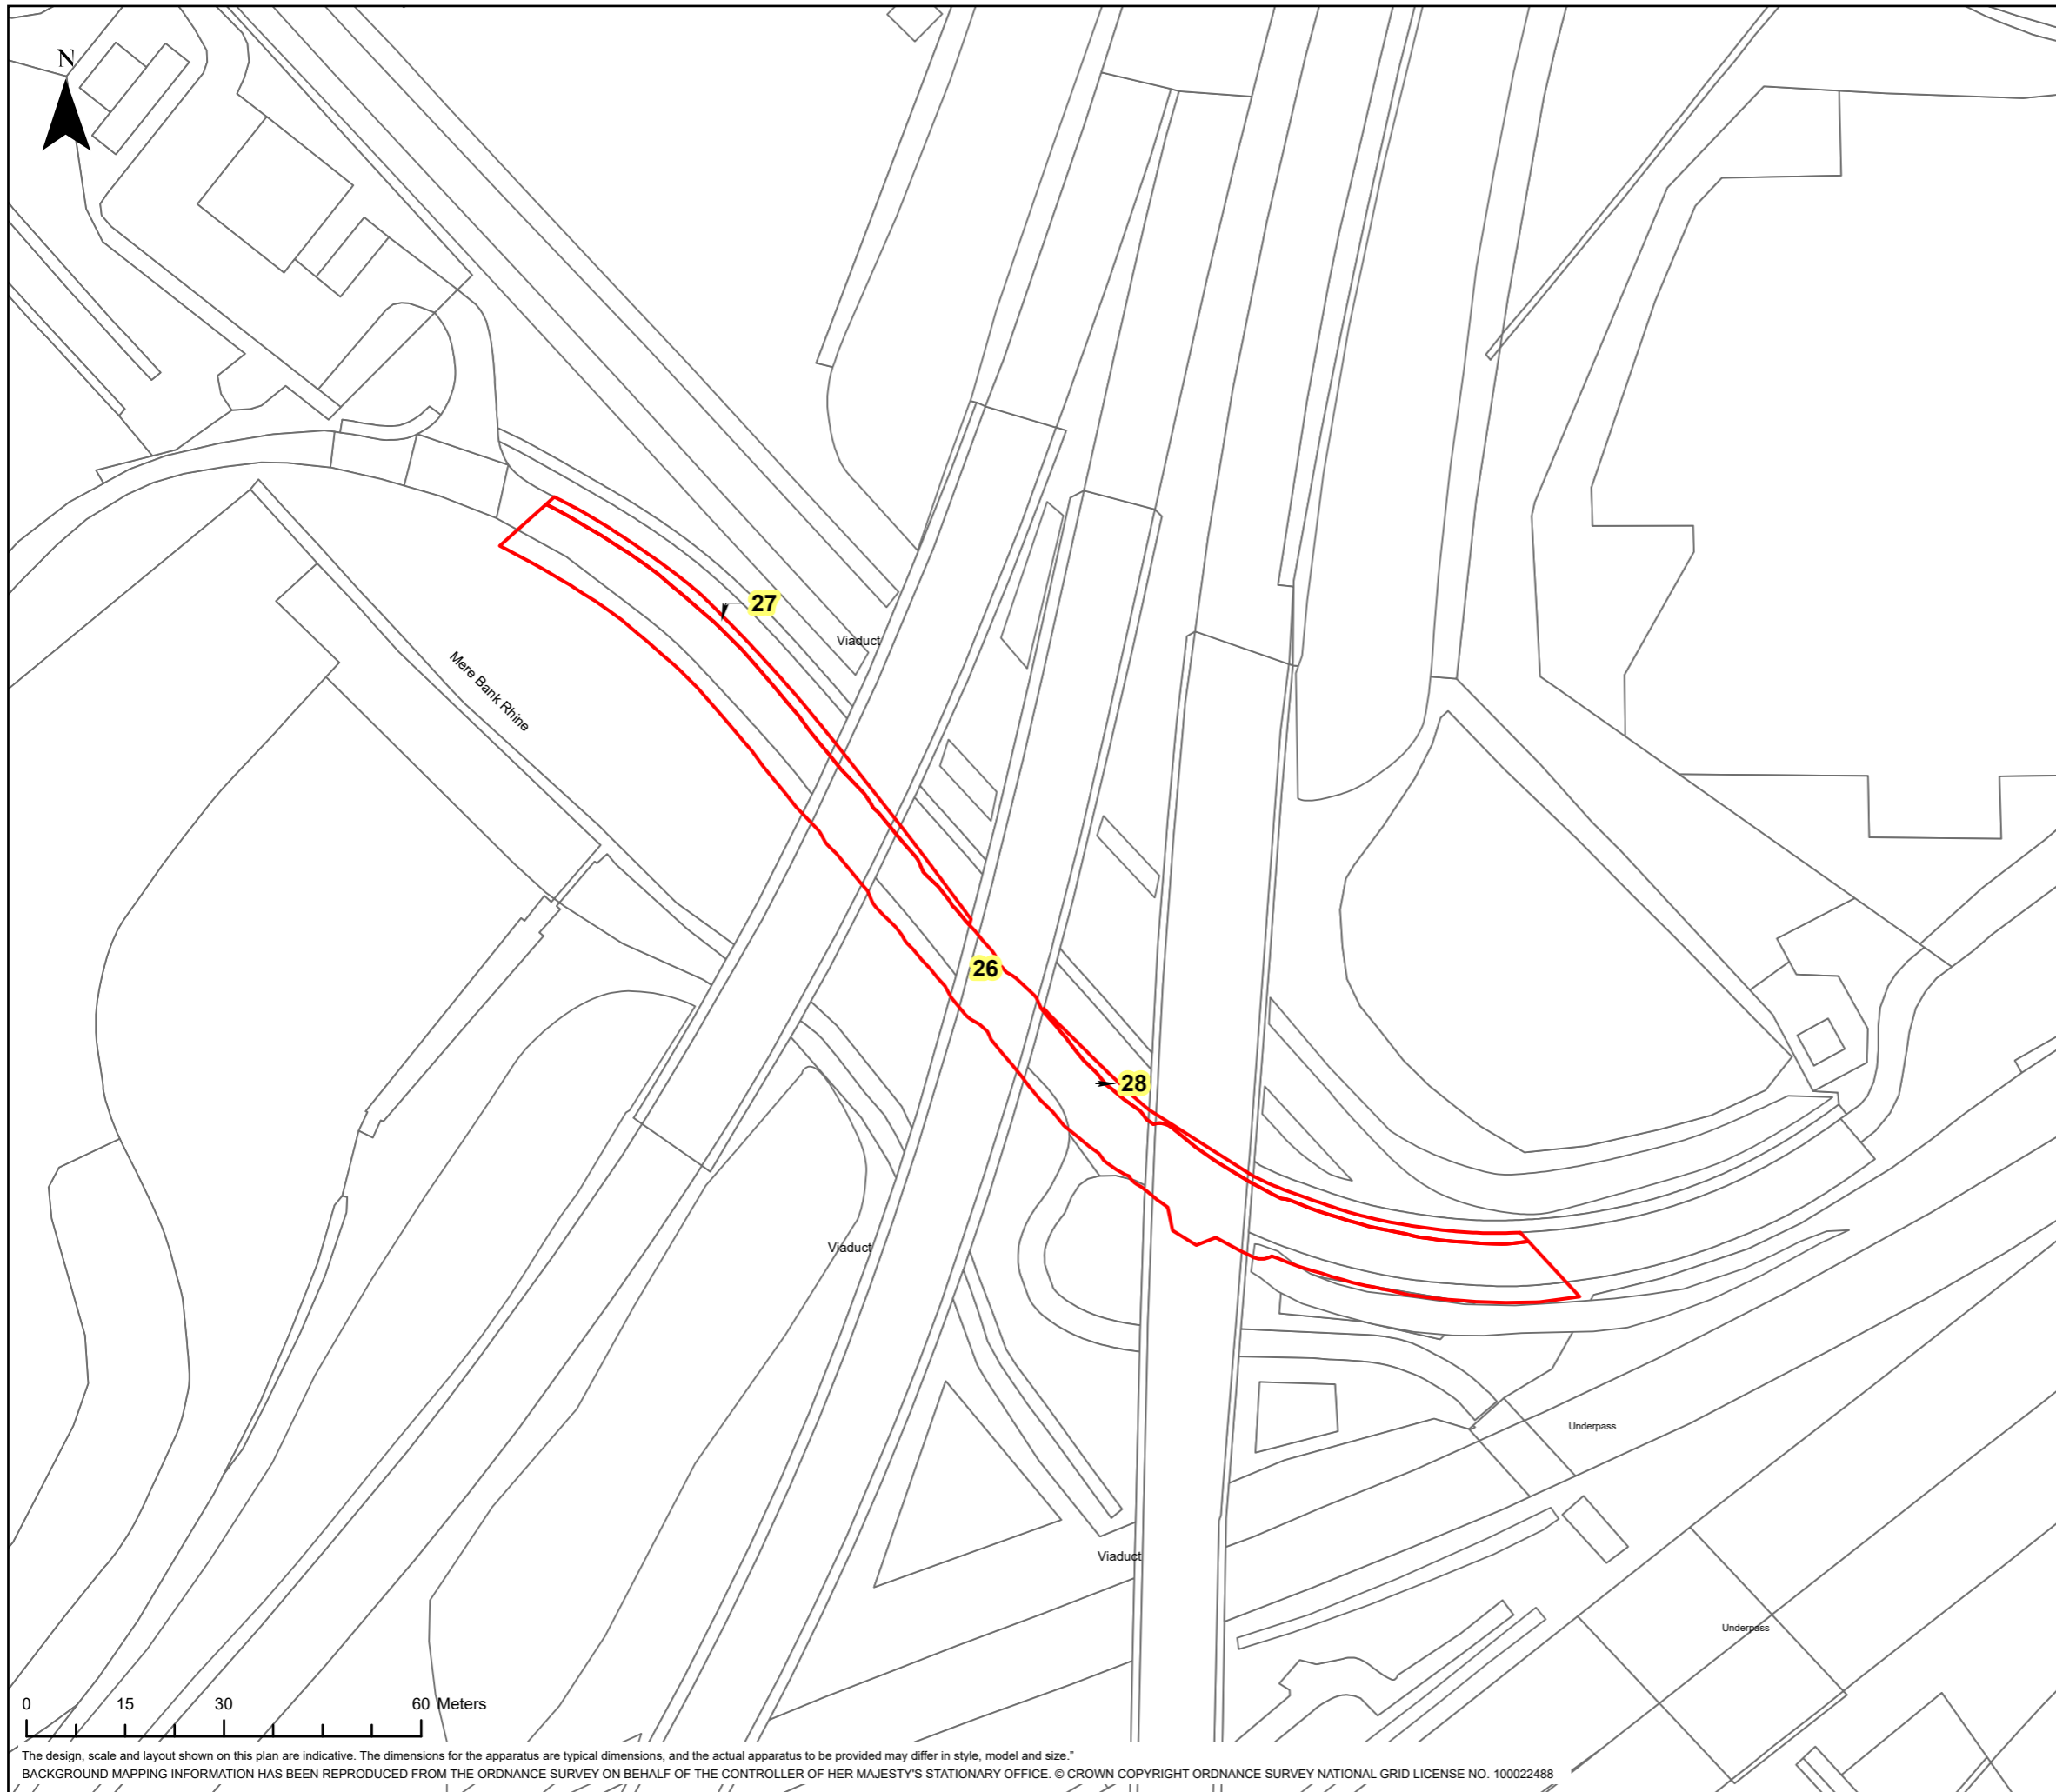 N
27
Viaduct
Mere Bank Rhine
26
28
Viaduct
Underpass
Viaduct
Underpass
0 15 30 60 Meters
The design, scale and layout shown on this plan are indicative. The dimensions for the apparatus are typical dimensions, and the actual apparatus to be provided may differ in style, model and size."
BACKGROUND MAPPING INFORMATION HAS BEEN REPRODUCED FROM THE ORDNANCE SURVEY ON BEHALF OF THE CONTROLLER OF HER MAJESTY'S STATIONARY OFFICE. © CROWN COPYRIGHT ORDNANCE SURVEY NATIONAL GRID LICENSE NO. 100022488